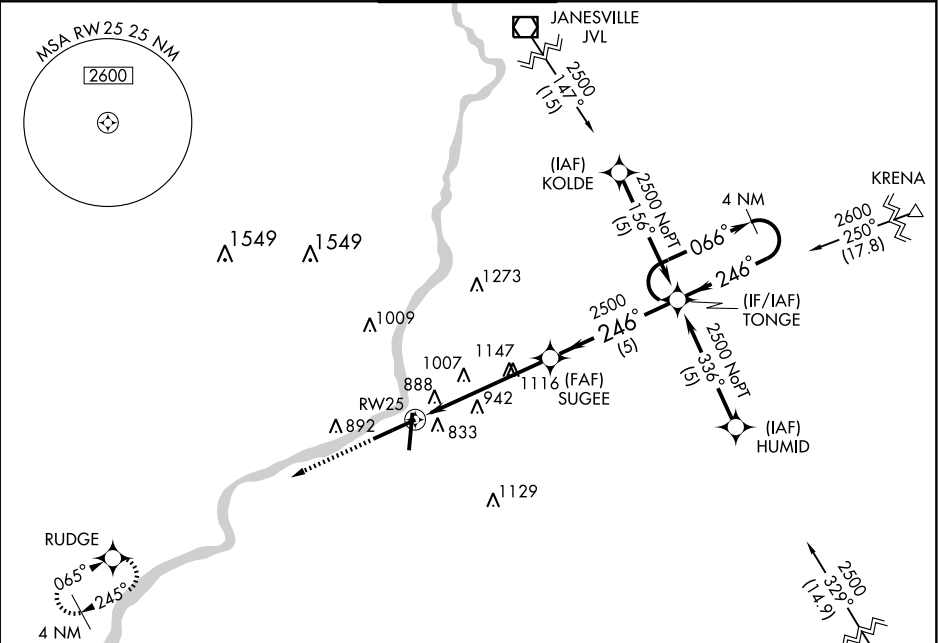 MSA RW 25 25 NM
2600
JANESVILLE
JVL
2500
147°
(15)
(IAF)
KOLDE
2500 NoPT
156°
(5)
4 NM
066°
246°
KRENA
2600
250°
(17.8)
(IF/IAF)
TONGE
2500
246°
(5)
2500 NoPT
336°
(5)
(IAF)
HUMID
(FAF)
SUGEE
1549
1549
1273
1009
1007
1147
1116
888
942
RW25
892
833
1129
RUDGE
065°
245°
4 NM
2500
329°
(14.9)